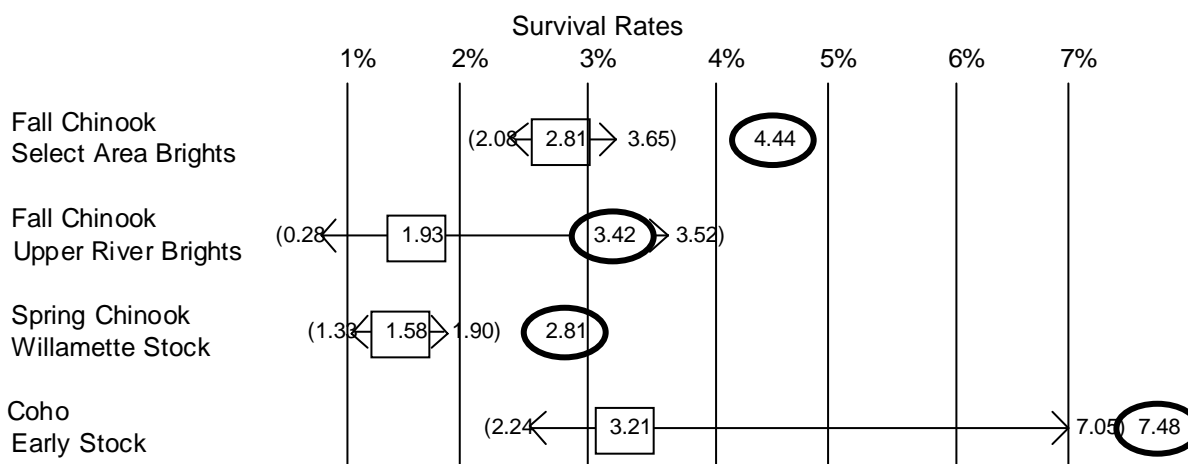 Survival Rates
1% 2% 3% 4% 5% 6% 7%
Fall Chinook
Select Area Brights
(2.08 2.81 3.65) 4.44
Fall Chinook
Upper River Brights
(0.28 1.93 3.42 3.52)
Spring Chinook
Willamette Stock
(1.33 1.58 1.90) 2.81
Coho
Early Stock
(2.24 3.21 7.05) 7.48